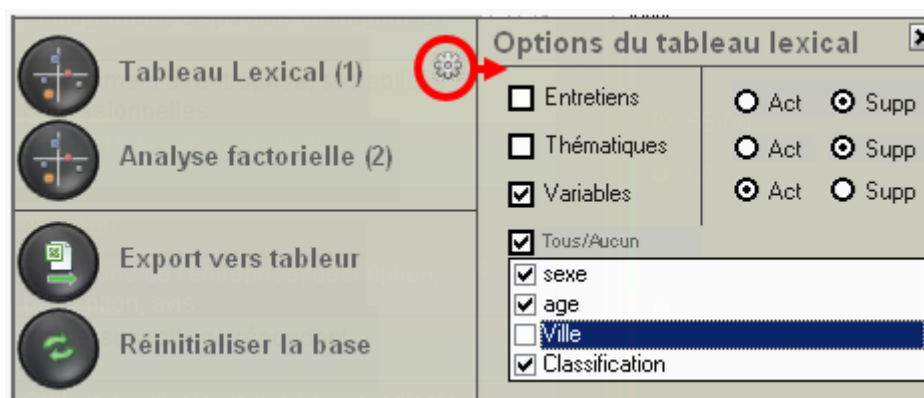 Tableau Lexical (1)
Analyse factorielle (2)
Export vers tableur
Réinitialiser la base
Options du tableau lexical
Entretiens
Act
Supp
Thématiques
Act
Supp
Variables
Act
Supp
Tous/Aucun
sexe
age
Ville
Classification